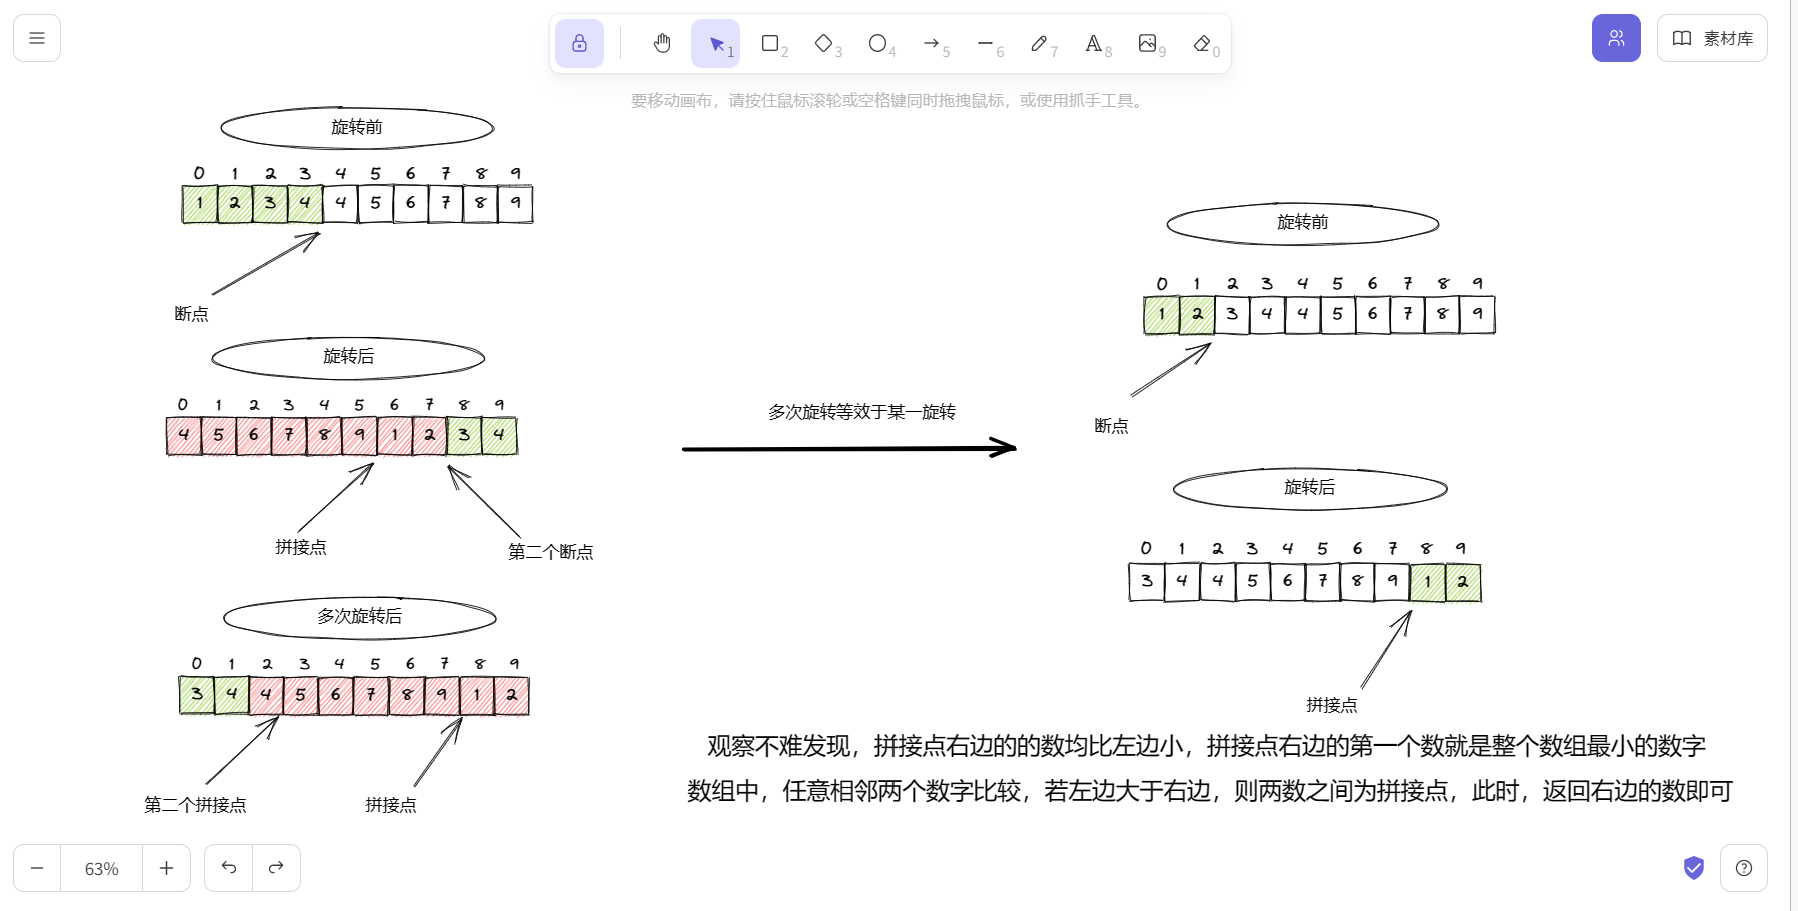 1 2 3 4 5 6 7 8 9 0
素材库
要移动画布，请按住鼠标滚轮或空格键同时拖拽鼠标，或使用抓手工具。
旋转前
0 1 2 3 4 5 6 7 8 9
1 2 3 4 4 5 6 7 8 9
断点
旋转后
0 1 2 3 4 5 6 7 8 9
4 5 6 7 8 9 1 2 3 4
拼接点
第二个断点
多次旋转后
0 1 2 3 4 5 6 7 8 9
3 4 4 5 6 7 8 9 1 2
第二个拼接点
拼接点
多次旋转等效于某一旋转
旋转前
0 1 2 3 4 5 6 7 8 9
1 2 3 4 4 5 6 7 8 9
断点
旋转后
0 1 2 3 4 5 6 7 8 9
3 4 4 5 6 7 8 9 1 2
拼接点
观察不难发现，拼接点右边的的数均比左边小，拼接点右边的第一个数就是整个数组最小的数字
数组中，任意相邻两个数字比较，若左边大于右边，则两数之间为拼接点，此时，返回右边的数即可
63%